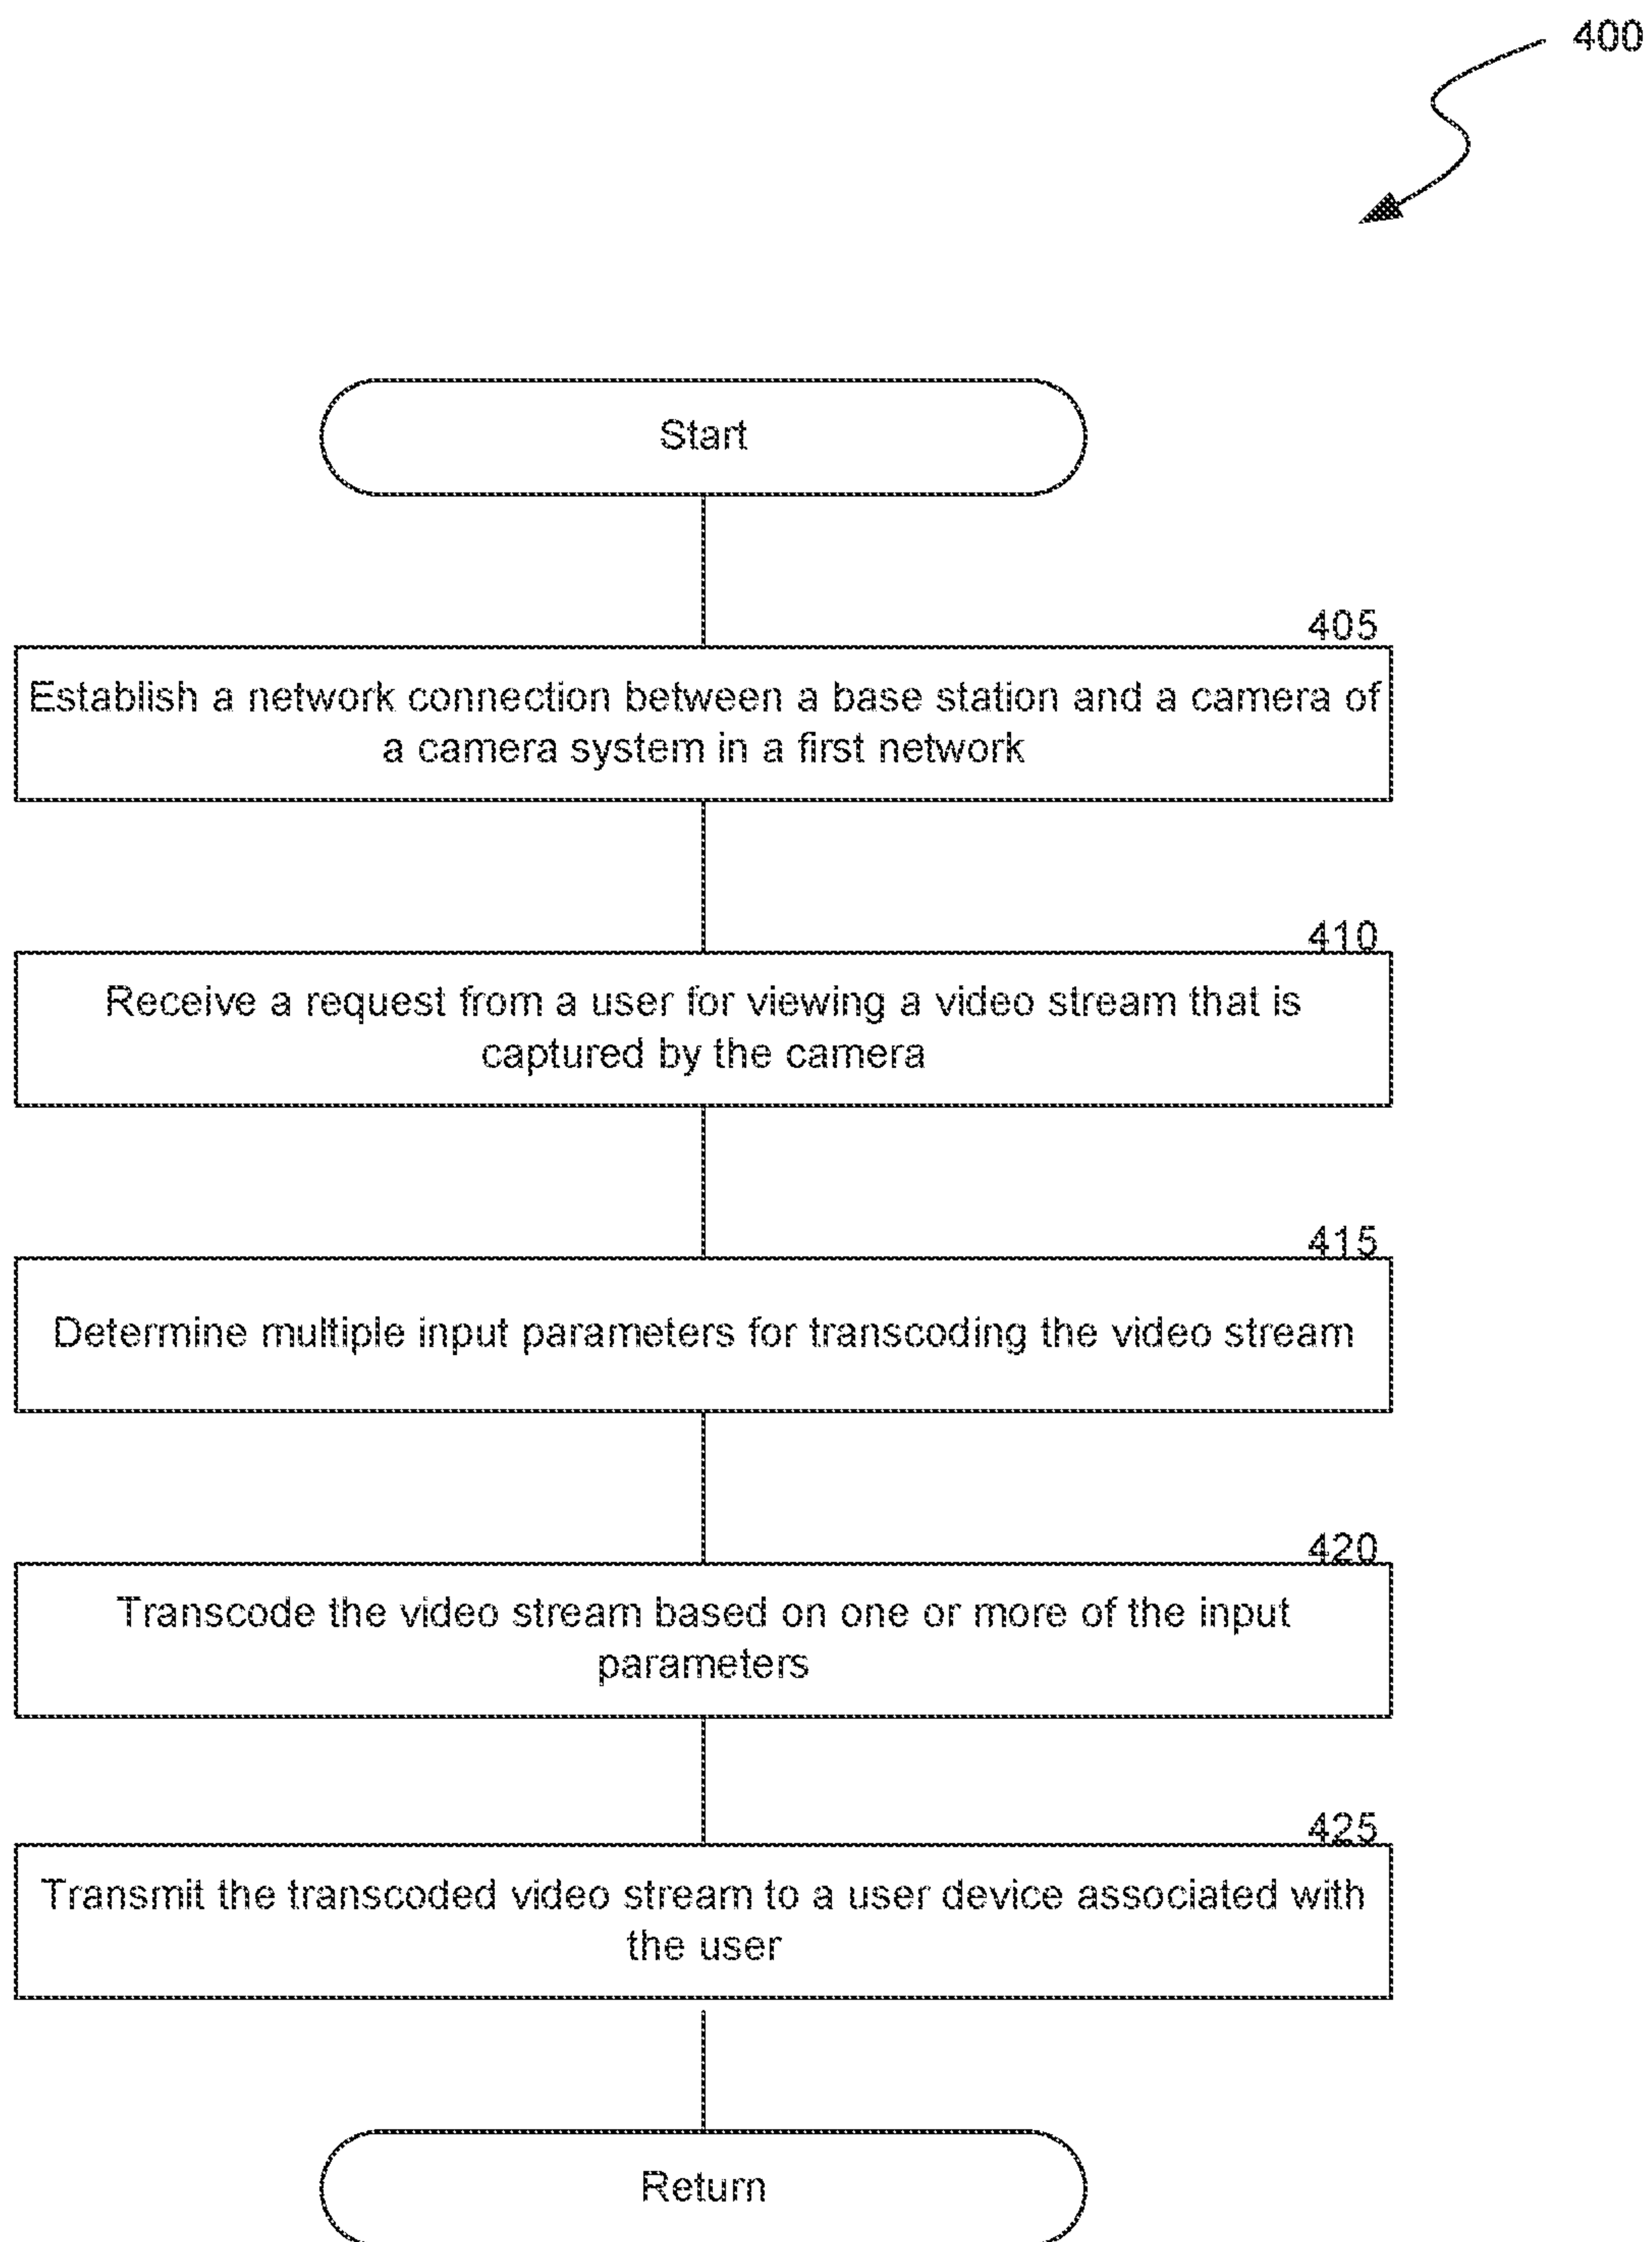 400
Start
405
Establish a network connection between a base station and a camera of
a camera system in a first network
410
Receive a request from a user for viewing a video stream that is
captured by the camera
415
Determine multiple input parameters for transcoding the video stream
420
Transcode the video stream based on one or more of the input
parameters
425
Transmit the transcoded video stream to a user device associated with
the user
Return